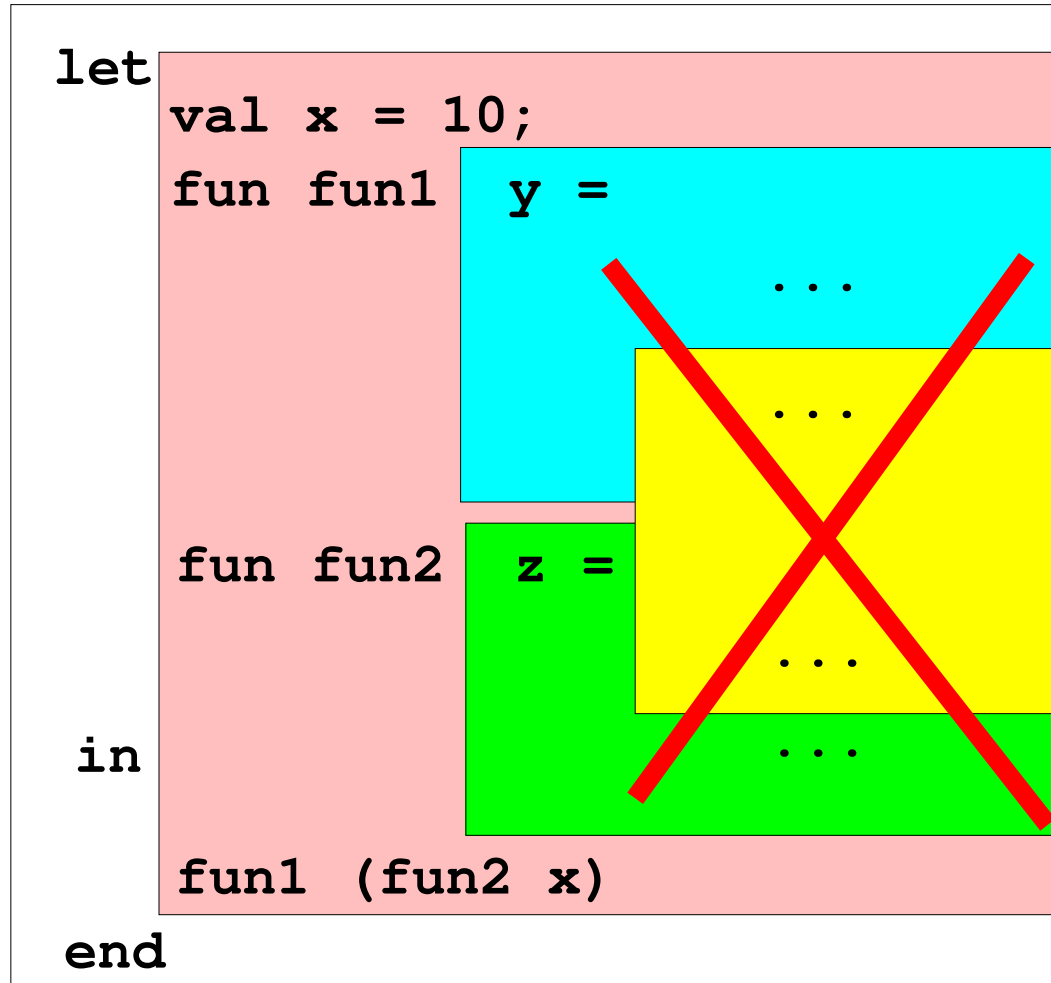 let
val x = 10;
fun fun1 y =
...
...
fun fun2 z =
...
in
...
fun1 (fun2 x)
end